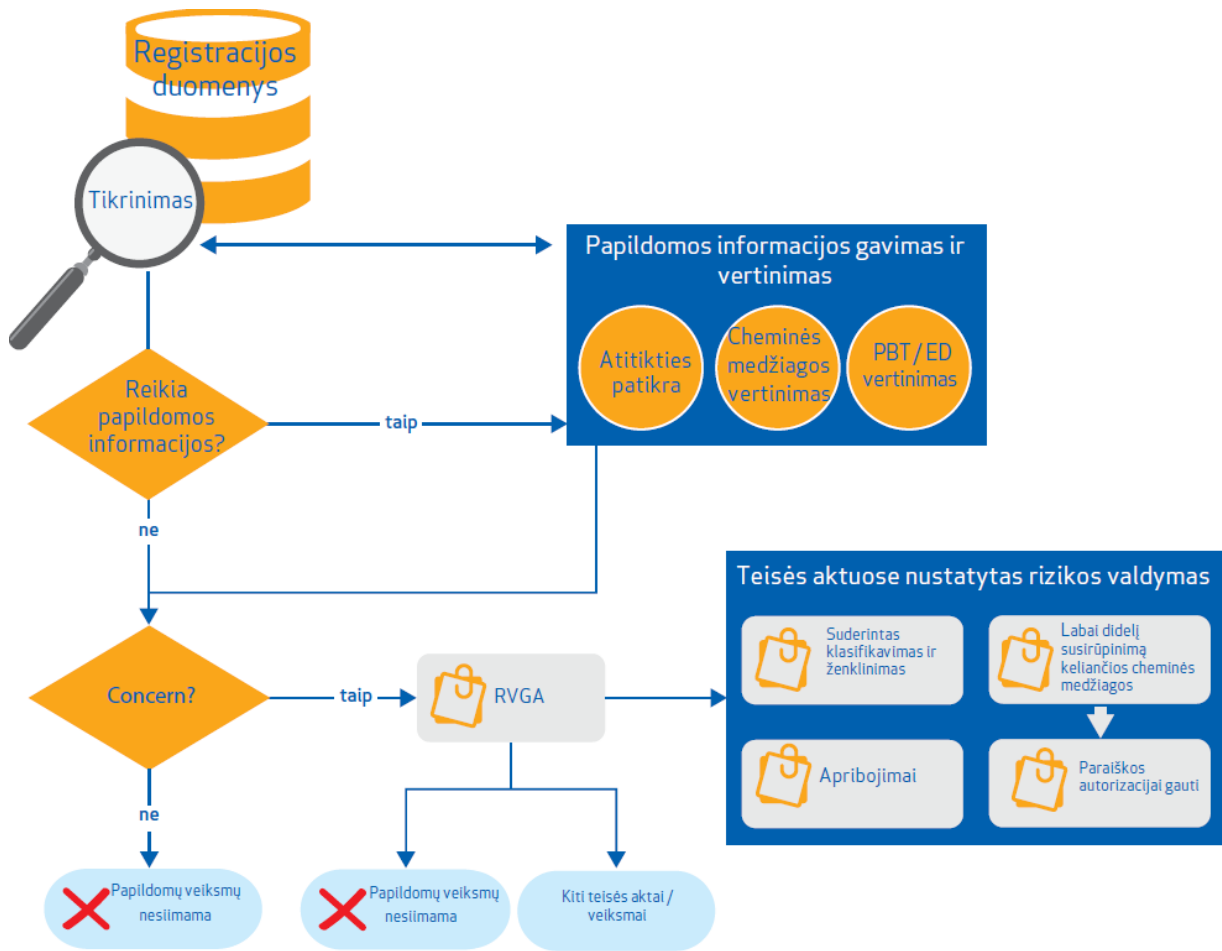 Registracijos
duomenys
Tikrinimas
Papildomos informacijos gavimas ir
vertinimas
Atitikties
patikra
Cheminės
medžiagos
vertinimas
PBT / ED
vertinimas
Reikia
papildomos
informacijos?
taip
ne
Teisės aktuose nustatytas rizikos valdymas
Suderintas
klasifikavimas ir
ženklinimas
Labai didelį
susirūpinimą
keliančios cheminės
medžiagos
Concern?
taip
RVGA
Apribojimai
Paraiškos
autorizacijai gauti
ne
Papildomų veiksmų
nesiimama
Papildomų veiksmų
nesiimama
Kiti teisės aktai /
veiksmai